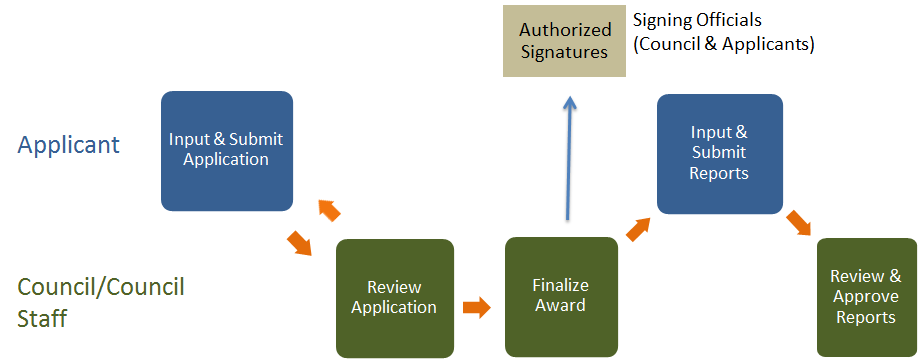 Authorized
Signatures
Signing Officials
(Council & Applicants)
Applicant
Input & Submit
Application
Input &
Submit
Reports
Council/Council
Staff
Review
Application
Finalize
Award
Review &
Approve
Reports